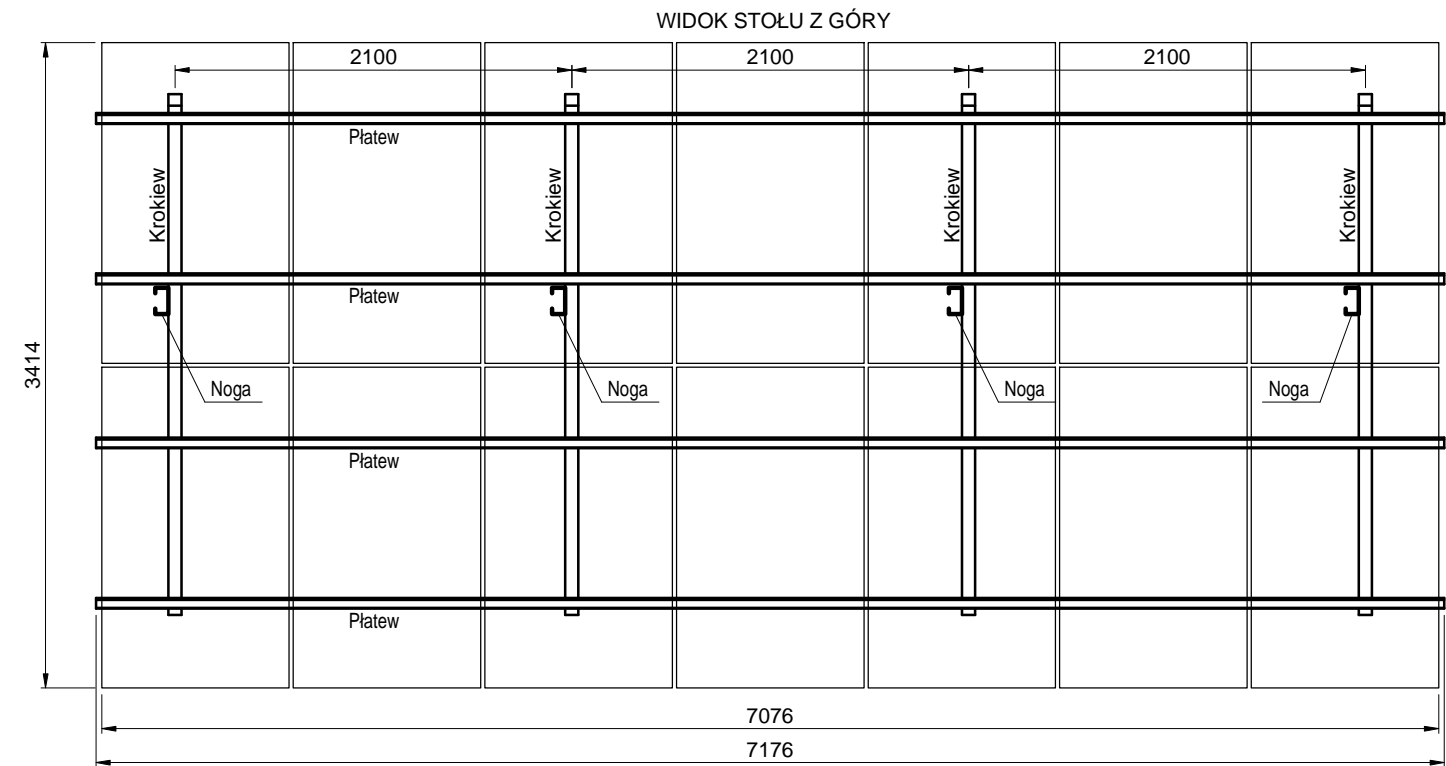 WIDOK STOŁU Z GÓRY
2100 2100 2100
Płatew
Krokiew Krokiew Krokiew Krokiew
Płatew
3414
Noga Noga Noga Noga
Płatew
Płatew
7076
7176